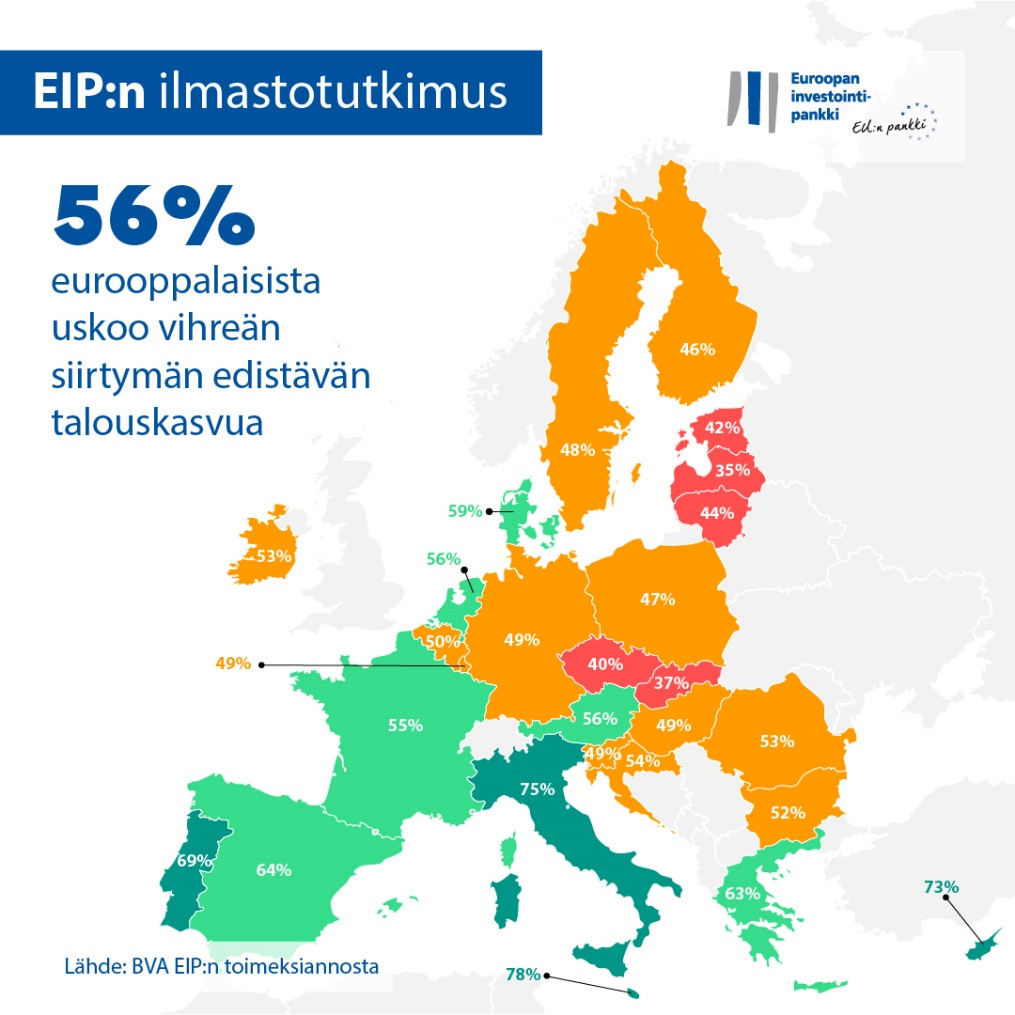 EIP:n ilmastotutkimus
Euroopan
investointi-
pankki
EU:n pankki
56%
eurooppalaisista
uskoo vihreän
siirtymän edistävän
talouskasvua
46%
42%
48%
35%
59%
44%
53%
56%
47%
50%
49%
49%
40%
37%
55%
56%
49%
53%
49%
54%
75%
52%
69%
64%
63%
73%
Lähde: BVA EIP:n toimeksiannosta
78%